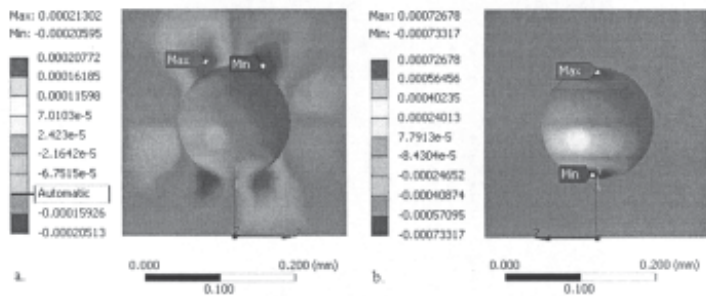 Max: 0.00021302
Min: -0.00020595
0.00020772
0.00016185
0.00011598
7.0103e-5
2.423e-5
-2.1642e-5
-6.7515e-5
Automatic
-0.00015926
-0.00020513
Max
Min
0.000
0.200 (mm)
0.100
a.
Max: 0.00072678
Min: -0.00073317
0.00072678
0.00056456
0.00040235
0.00024013
7.7913e-5
-8.4304e-5
-0.00024652
-0.00040874
-0.00057095
-0.00073317
Max
Min
0.000
0.200 (mm)
0.100
b.